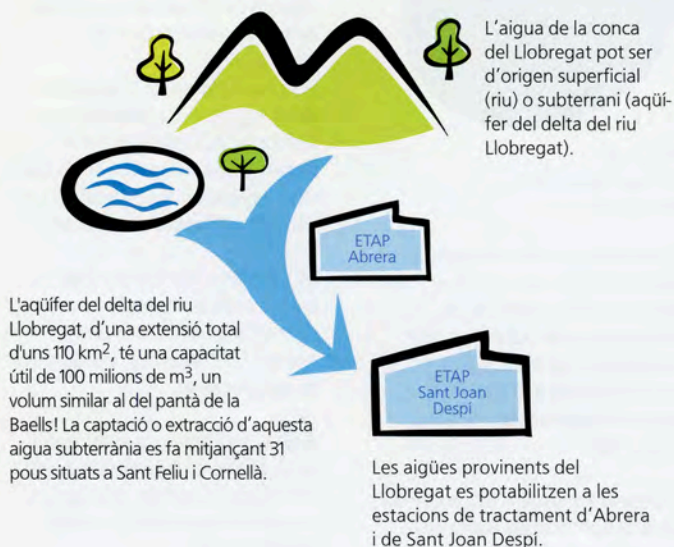 L'aigua de la conca
del Llobregat pot ser
d'origen superficial
(riu) o subterrani (aqüí-
fer del delta del riu
Llobregat).
ETAP
Abrera
L'aqüífer del delta del riu
Llobregat, d'una extensió total
d'uns 110 km², té una capacitat
útil de 100 milions de m³, un
volum similar al del pantà de la
Baells! La captació o extracció d'aquesta
aigua subterrània es fa mitjançant 31
pous situats a Sant Feliu i Cornellà.
ETAP
Sant Joan
Despí
Les aigües provinents del
Llobregat es potabilitzen a les
estacions de tractament d'Abrera
i de Sant Joan Despí.